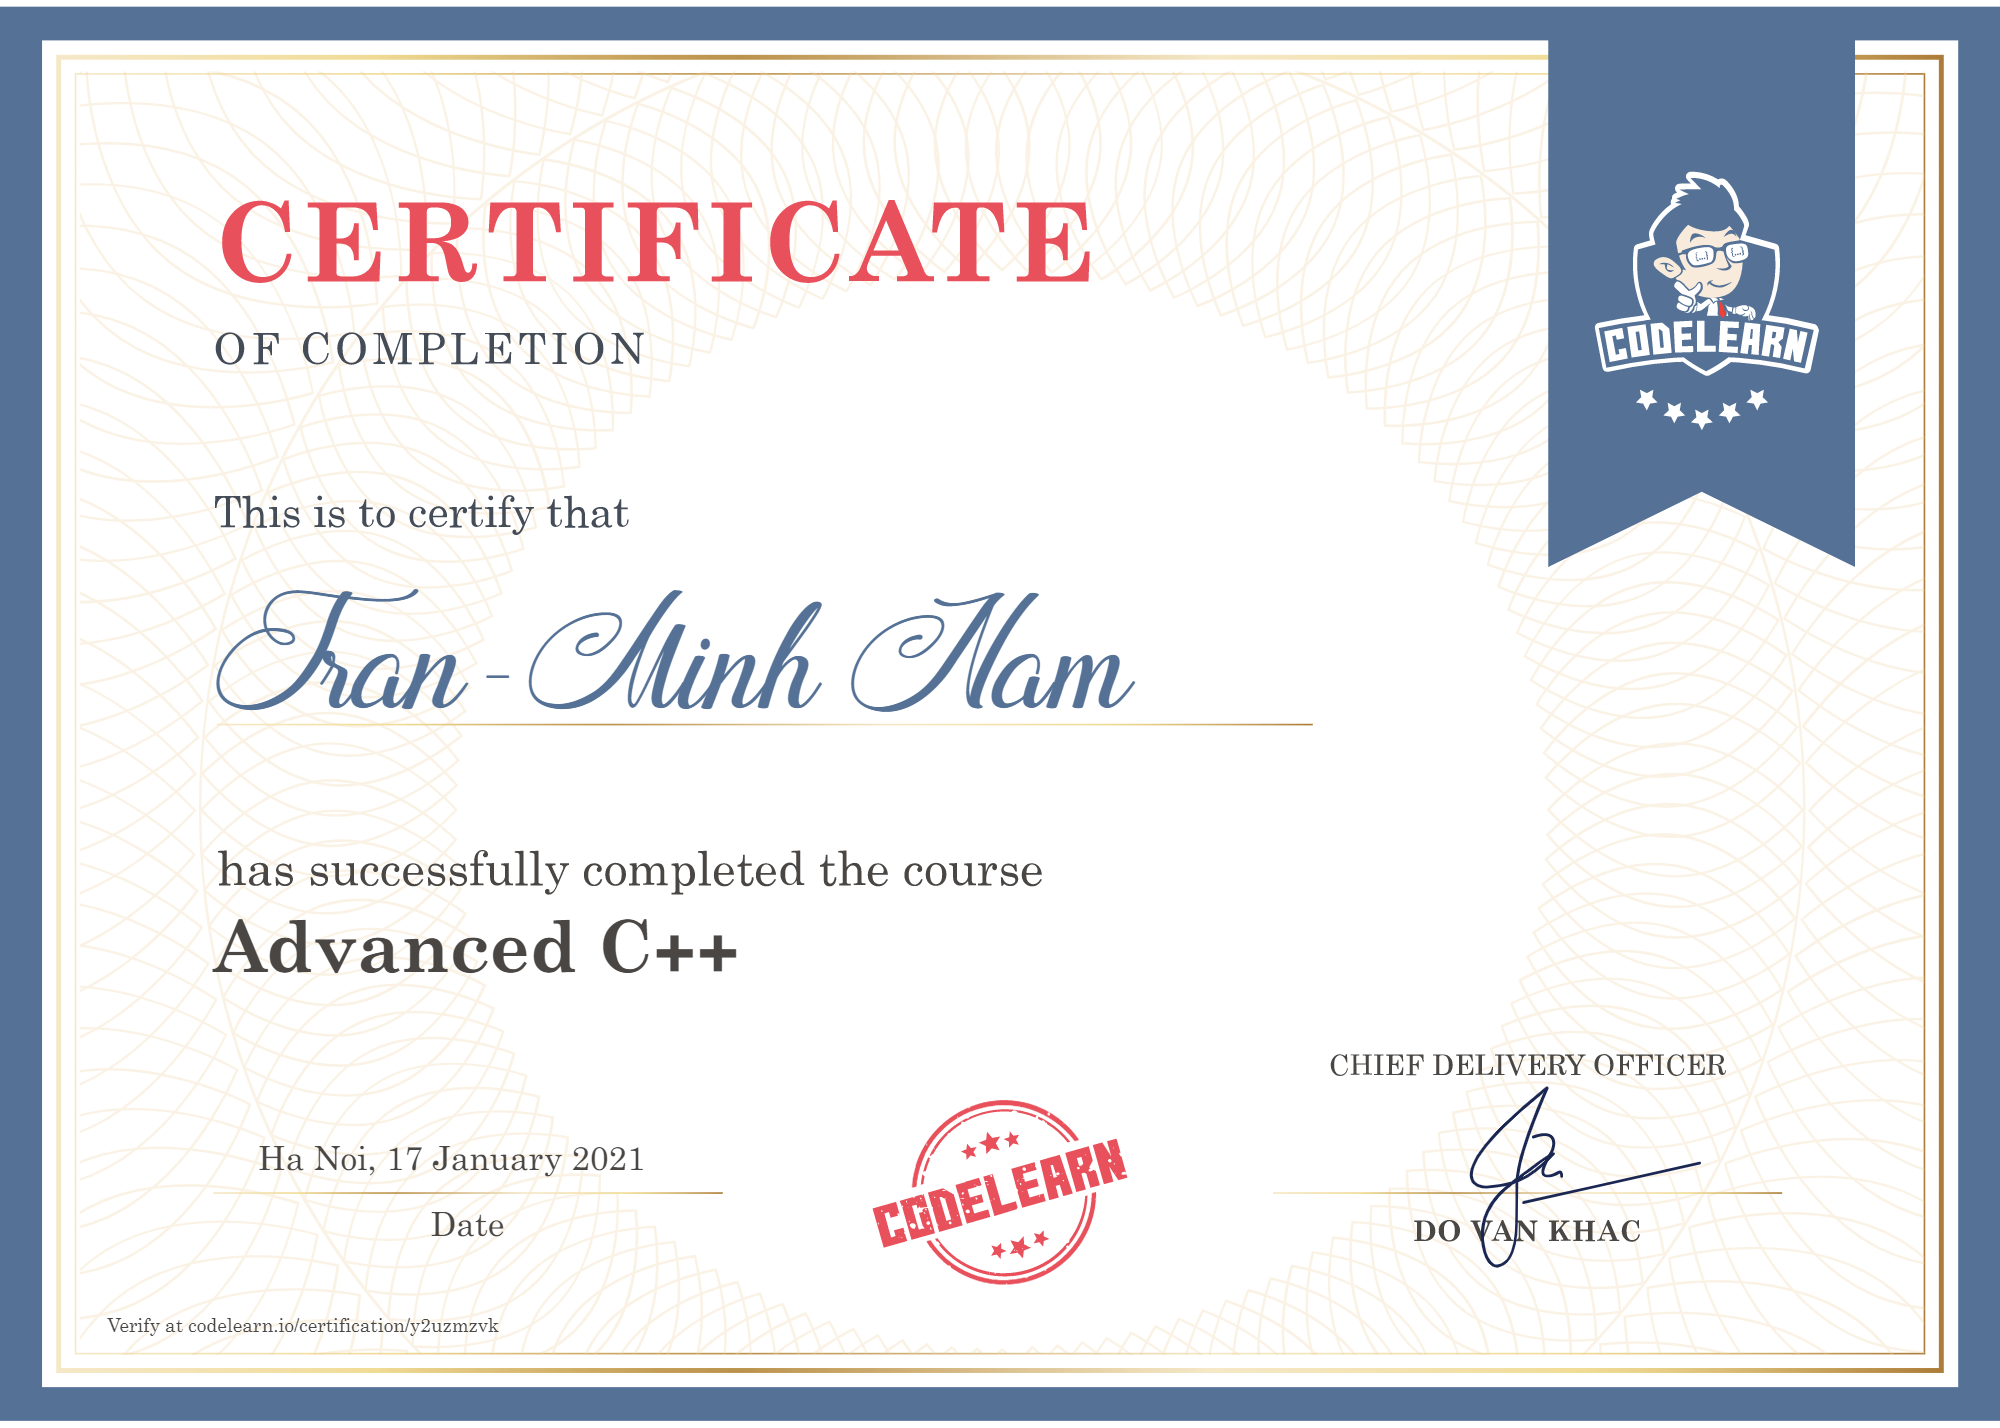 CERTIFICATE
OF COMPLETION
CODELEARN
This is to certify that
Tran - Minh Nam
has successfully completed the course
Advanced C++
CHIEF DELIVERY OFFICER
Ha Noi, 17 January 2021
Date
CODELEARN
DO VAN KHAC
Verify at codelearn.io/certification/y2uzmzvk